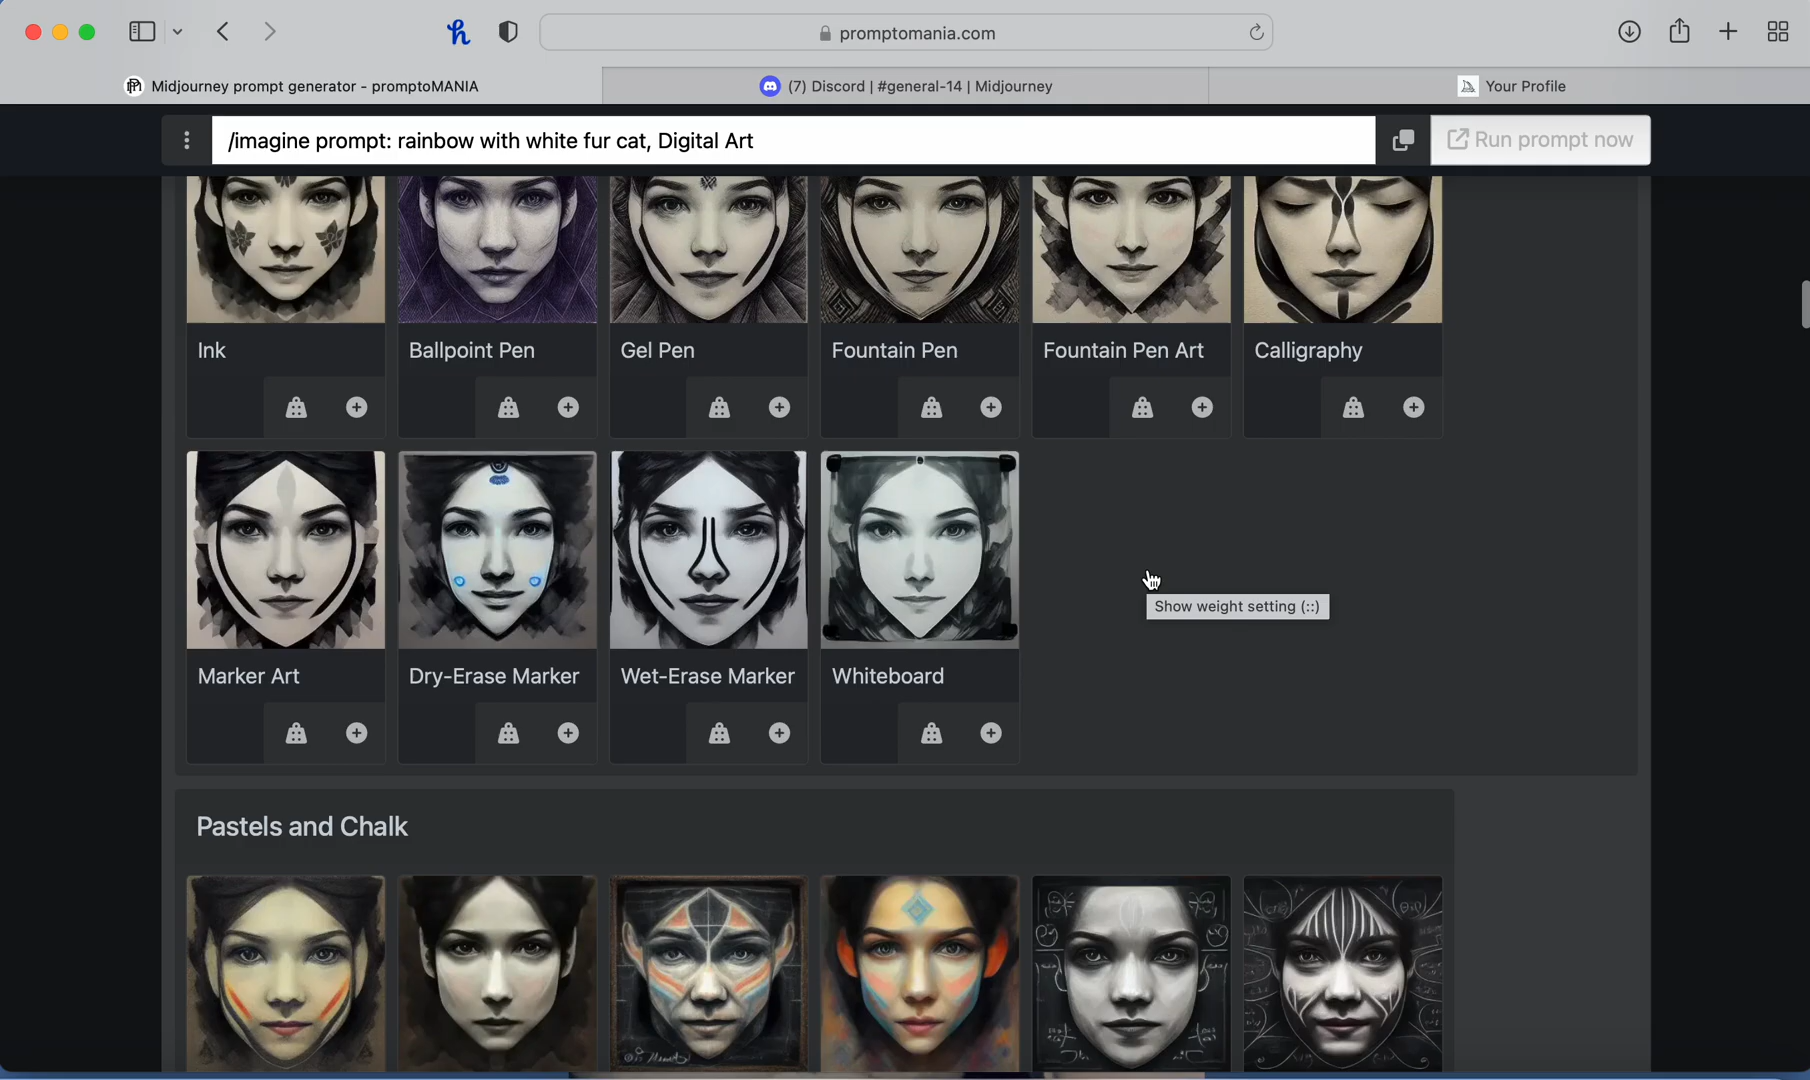 promptomania.com
Midjourney prompt generator - promptoMANIA
(7) Discord | #general-14 | Midjourney
Your Profile
/imagine prompt: rainbow with white fur cat, Digital Art
Run prompt now
Ink
Ballpoint Pen
Gel Pen
Fountain Pen
Fountain Pen Art
Calligraphy
Show weight setting (::)
Marker Art
Dry-Erase Marker
Wet-Erase Marker
Whiteboard
Pastels and Chalk